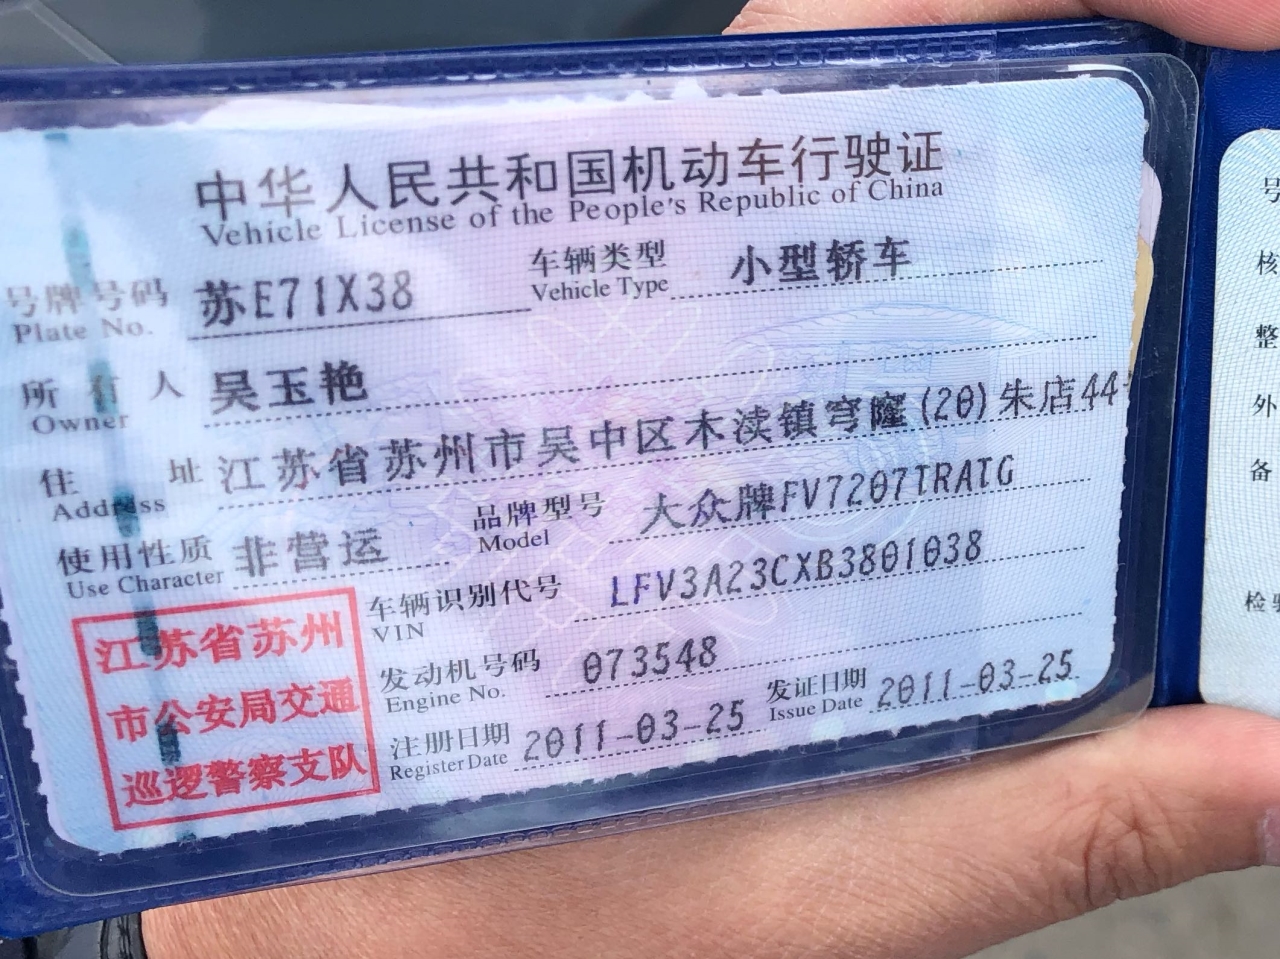 中华人民共和国机动车行驶证
Vehicle License of the People's Republic of China
号牌号码 苏E71X38 车辆类型 小型轿车
Plate No. Vehicle Type
所有人 吴玉艳
Owner
住址 江苏省苏州市吴中区木渎镇穹窿(20)朱店44
Address
使用性质 非营运 品牌型号 大众牌FV7207TRATG
Use Character Model
车辆识别代号 LFV3A23CXB3801038
VIN
发动机号码 073548
Engine No.
注册日期 2011-03-25 发证日期 2011-03-25
Register Date Issue Date
江苏省苏州
市公安局交通
巡逻警察支队
号
核
整
外
备
检验